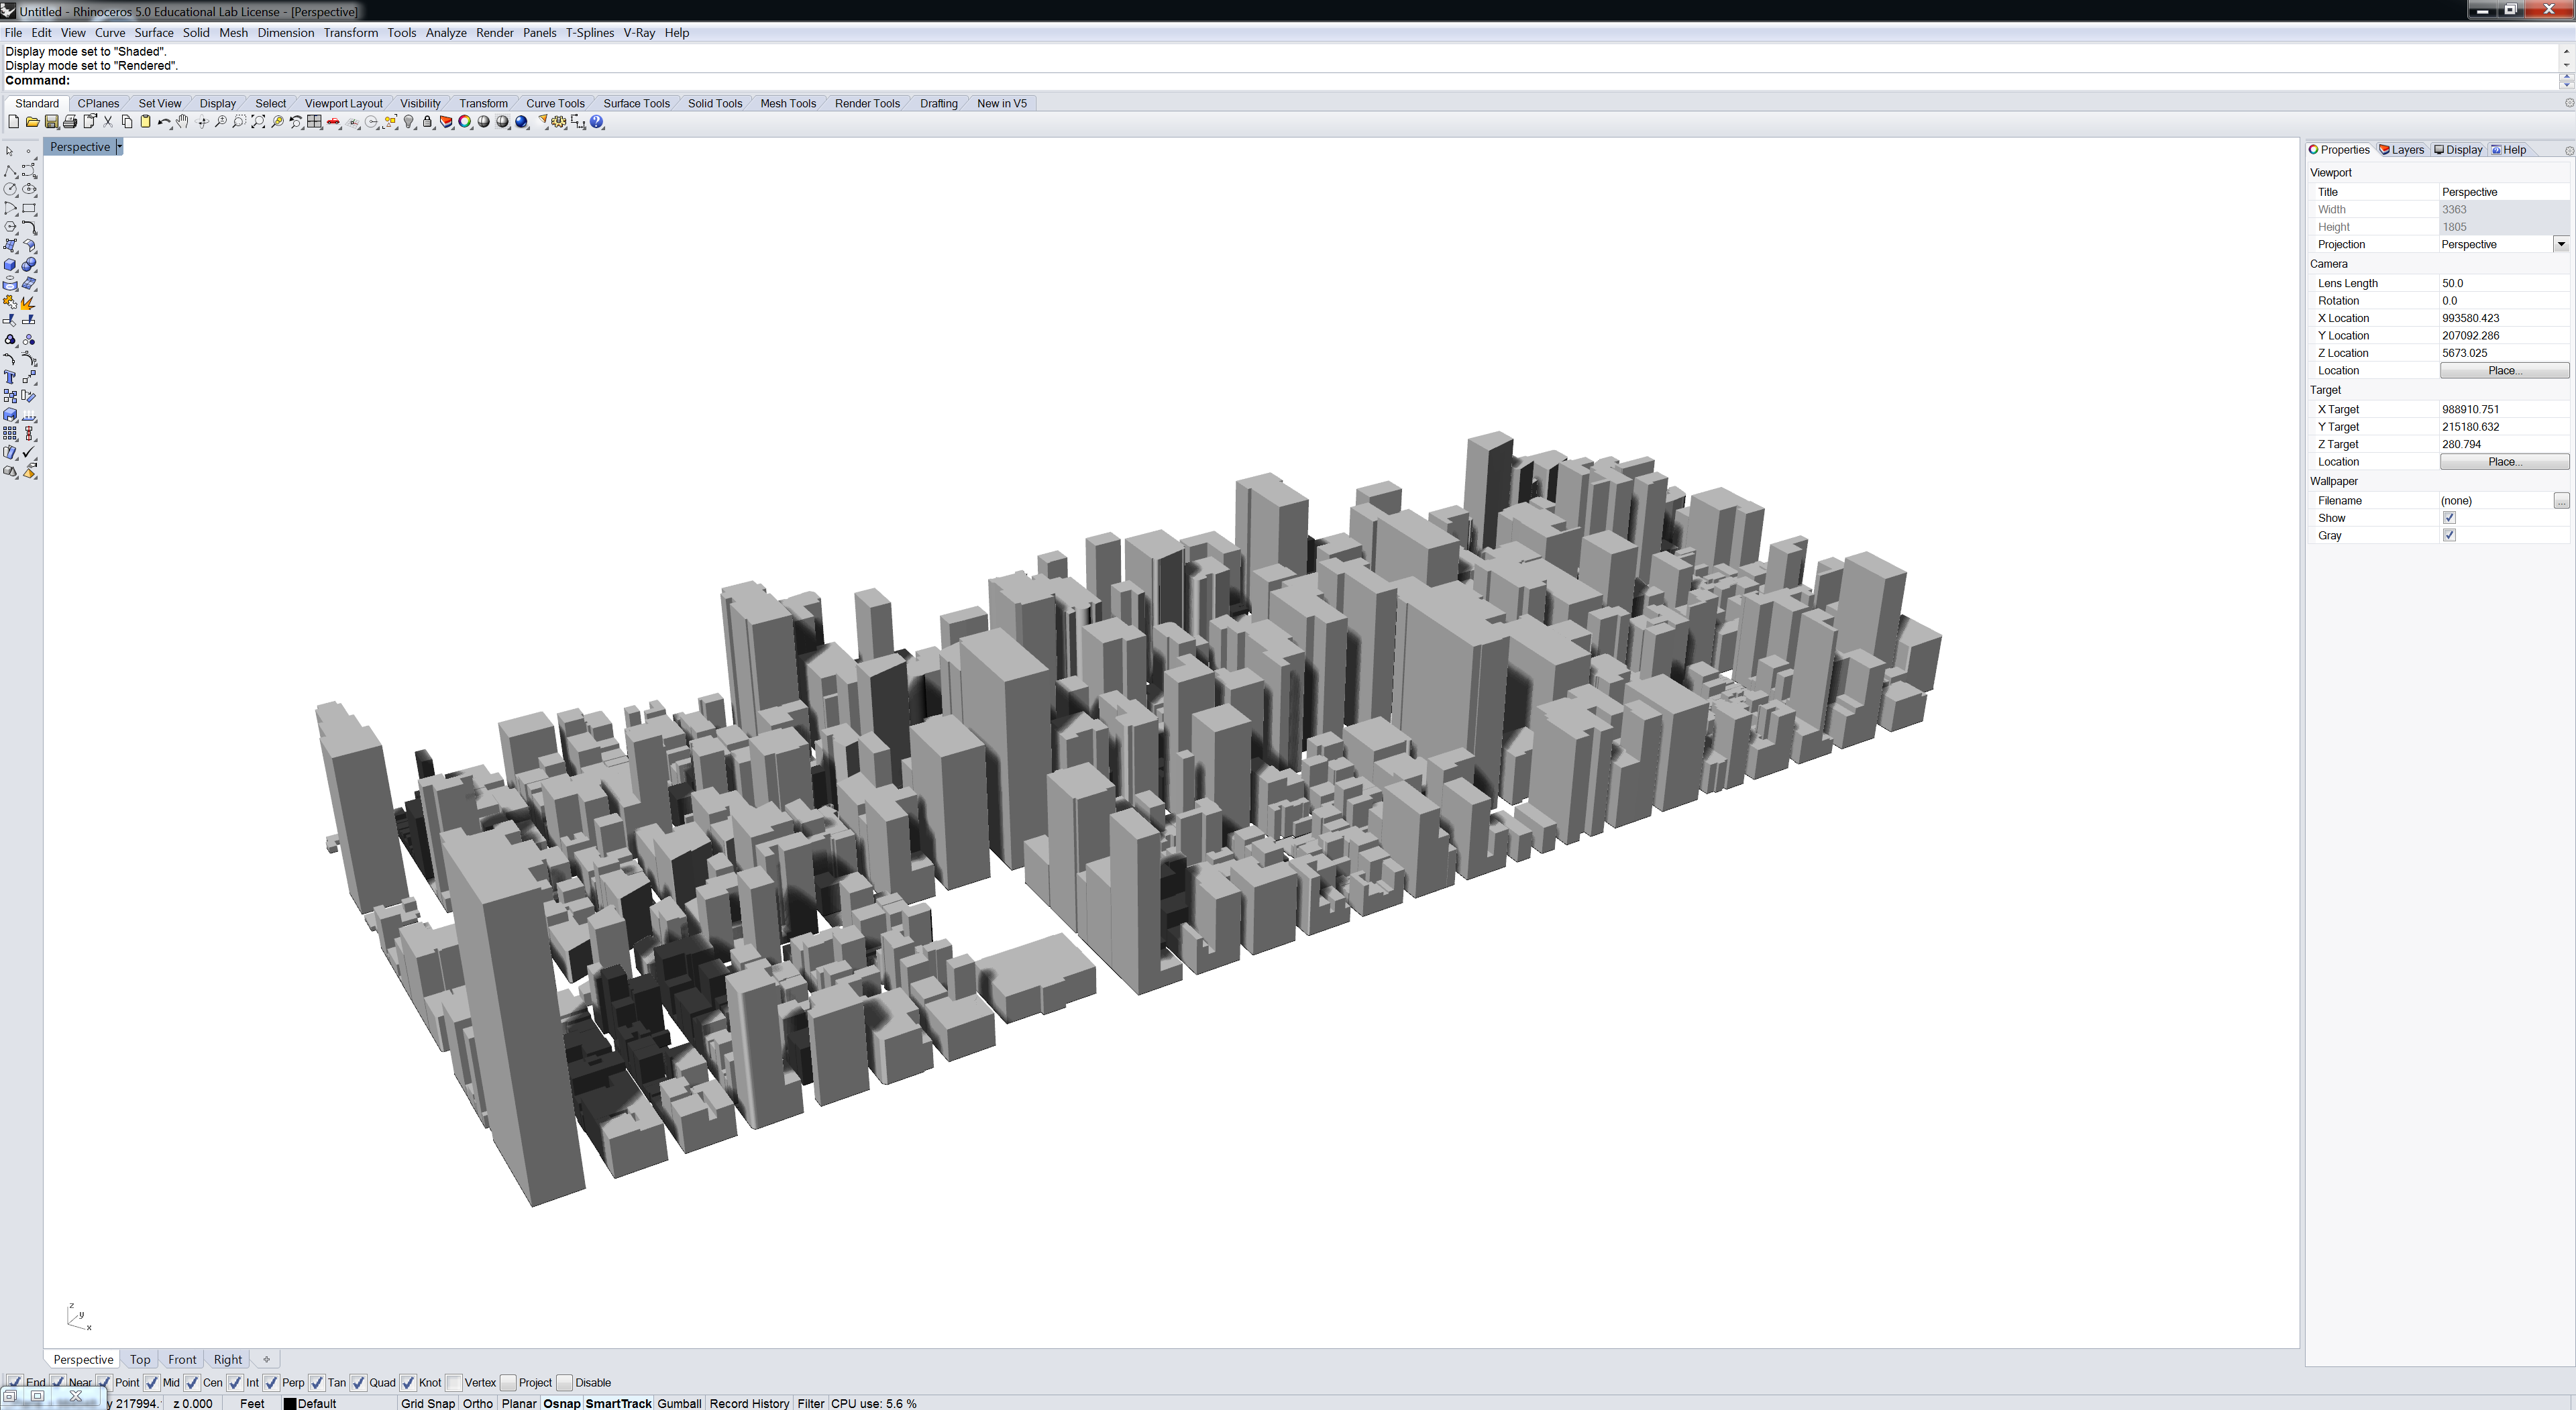 Untitled - Rhinoceros 5.0 Educational Lab License - [Perspective]
File Edit View Curve Surface Solid Mesh Dimension Transform Tools Analyze Render Panels T-Splines V-Ray Help
Display mode set to "Shaded".
Display mode set to "Rendered".
Command:
Standard CPlanes Set View Display Select Viewport Layout Visibility Transform Curve Tools Surface Tools Solid Tools Mesh Tools Render Tools Drafting New in V5
Perspective
Properties Layers Display Help
Viewport
Title Perspective
Width 3363
Height 1805
Projection Perspective
Camera
Lens Length 50.0
Rotation 0.0
X Location 993580.423
Y Location 207092.286
Z Location 5673.025
Location Place...
Target
X Target 988910.751
Y Target 215180.632
Z Target 280.794
Location Place...
Wallpaper
Filename (none) ...
Show
Gray
z
y
x
Perspective Top Front Right
End Near Point Mid Cen Int Perp Tan Quad Knot Vertex Project Disable
y 217994. z 0.000 Feet Default Grid Snap Ortho Planar Osnap SmartTrack Gumball Record History Filter CPU use: 5.6 %